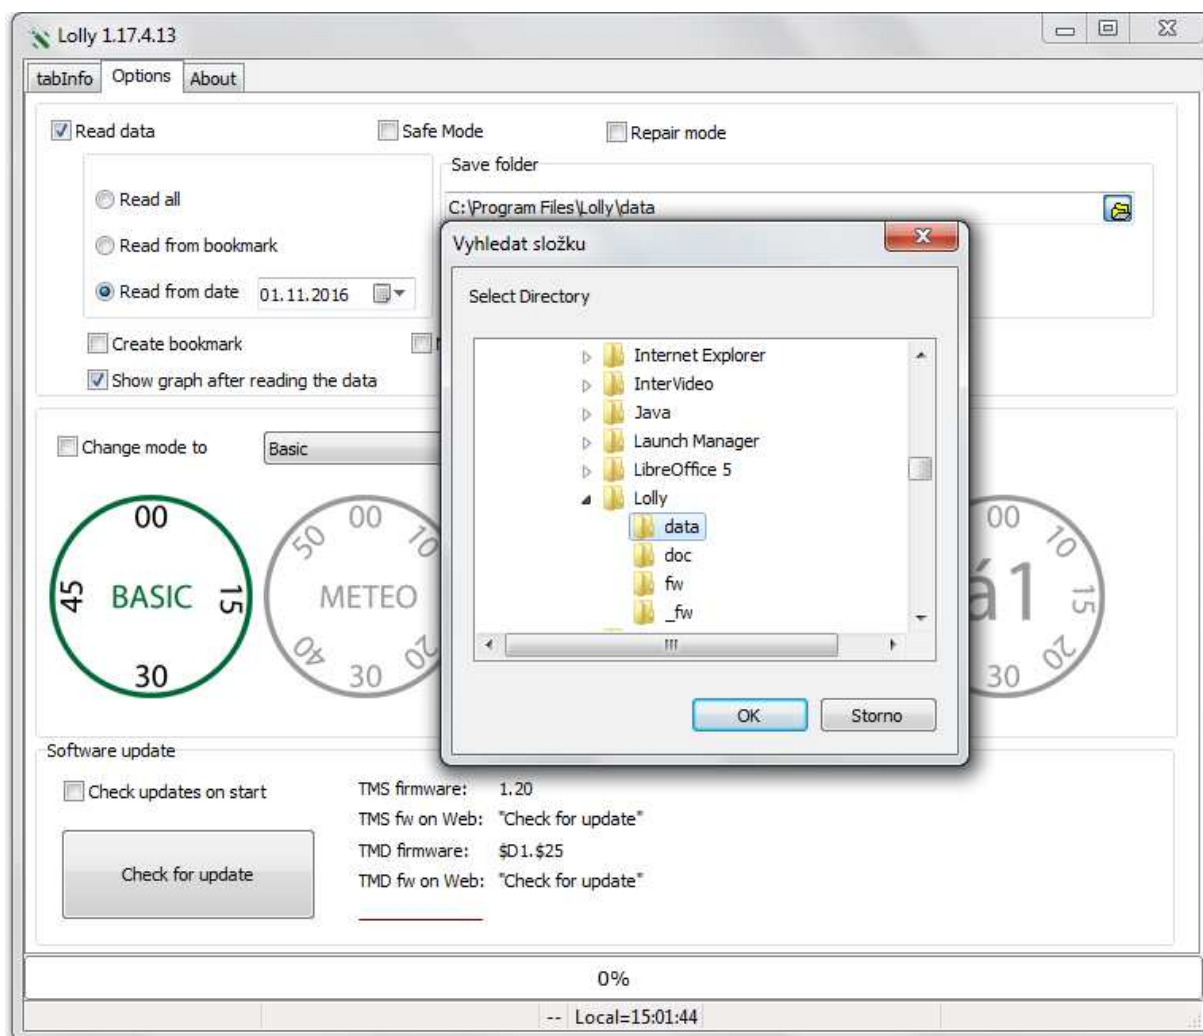 Lolly 1.17.4.13
tabInfo Options About
Read data Safe Mode Repair mode
Save folder
C:\Program Files\Lolly\data
Read all
Read from bookmark
Read from date 01.11.2016
Create bookmark
Show graph after reading the data
Vyhledat složku
Select Directory
Internet Explorer
InterVideo
Java
Launch Manager
LibreOffice 5
Lolly
data
doc
fw
_fw
OK Storno
Change mode to Basic
00
15
30
45
BASIC
00
10
20
30
40
50
METEO
00
10
15
20
30
á1
Software update
Check updates on start
Check for update
TMS firmware: 1.20
TMS fw on Web: "Check for update"
TMD firmware: $D1.$25
TMD fw on Web: "Check for update"
0%
-- Local=15:01:44